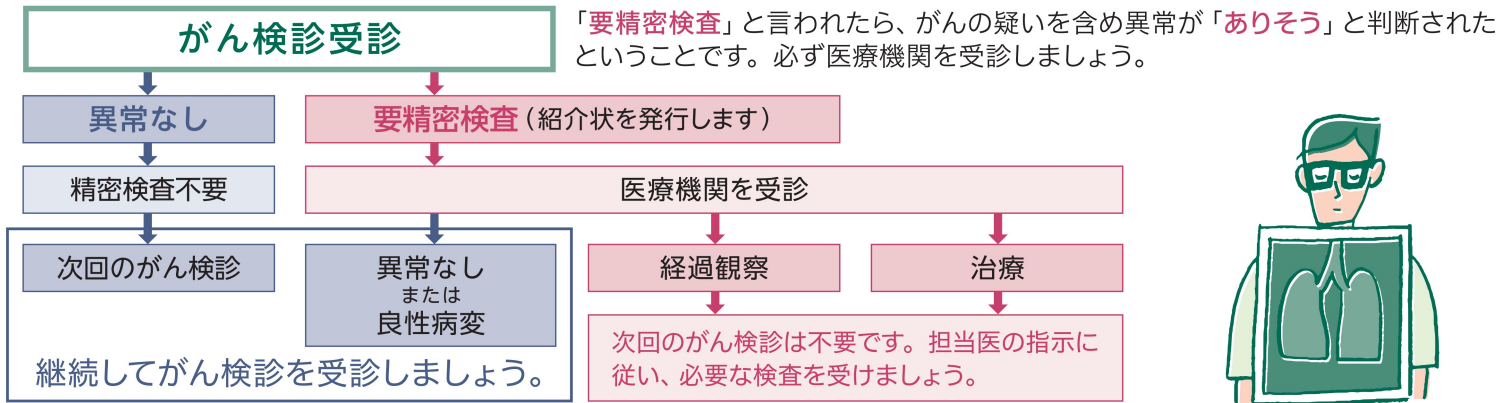 がん検診受診
「要精密検査」と言われたら、がんの疑いを含め異常が「ありそう」と判断された
ということです。必ず医療機関を受診しましょう。
異常なし
要精密検査(紹介状を発行します)
精密検査不要
医療機関を受診
次回のがん検診
異常なし
または
良性病変
経過観察
治療
継続してがん検診を受診しましょう。
次回のがん検診は不要です。担当医の指示に
従い、必要な検査を受けましょう。